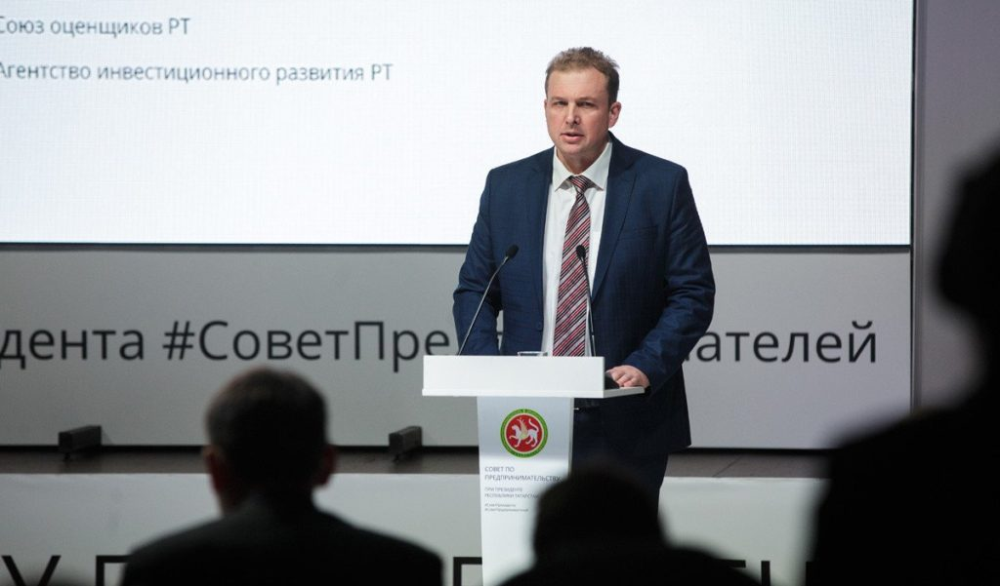 Союз оценщиков РТ
Агентство инвестиционного развития РТ
дента #СоветПре ателей
СОВЕТ ПО
ПРЕДПРИНИМАТЕЛЬСТВУ
ПРИ ПРЕЗИДЕНТЕ
РЕСПУБЛИКИ ТАТАРСТАН